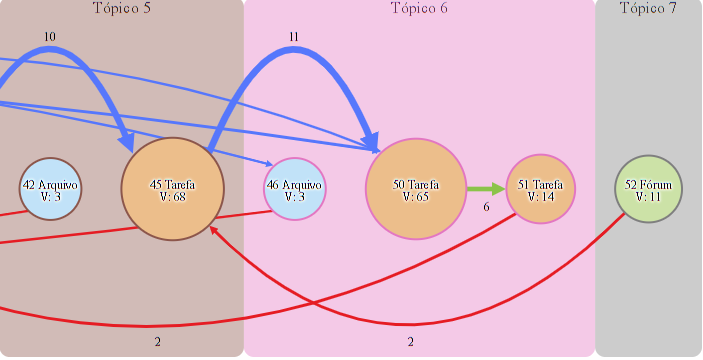 Tópico 5
Tópico 6
Tópico 7
10
11
42 Arquivo
V: 3
45 Tarefa
V: 68
46 Arquivo
V: 3
50 Tarefa
V: 65
6
51 Tarefa
V: 14
52 Fórum
V: 11
2
2